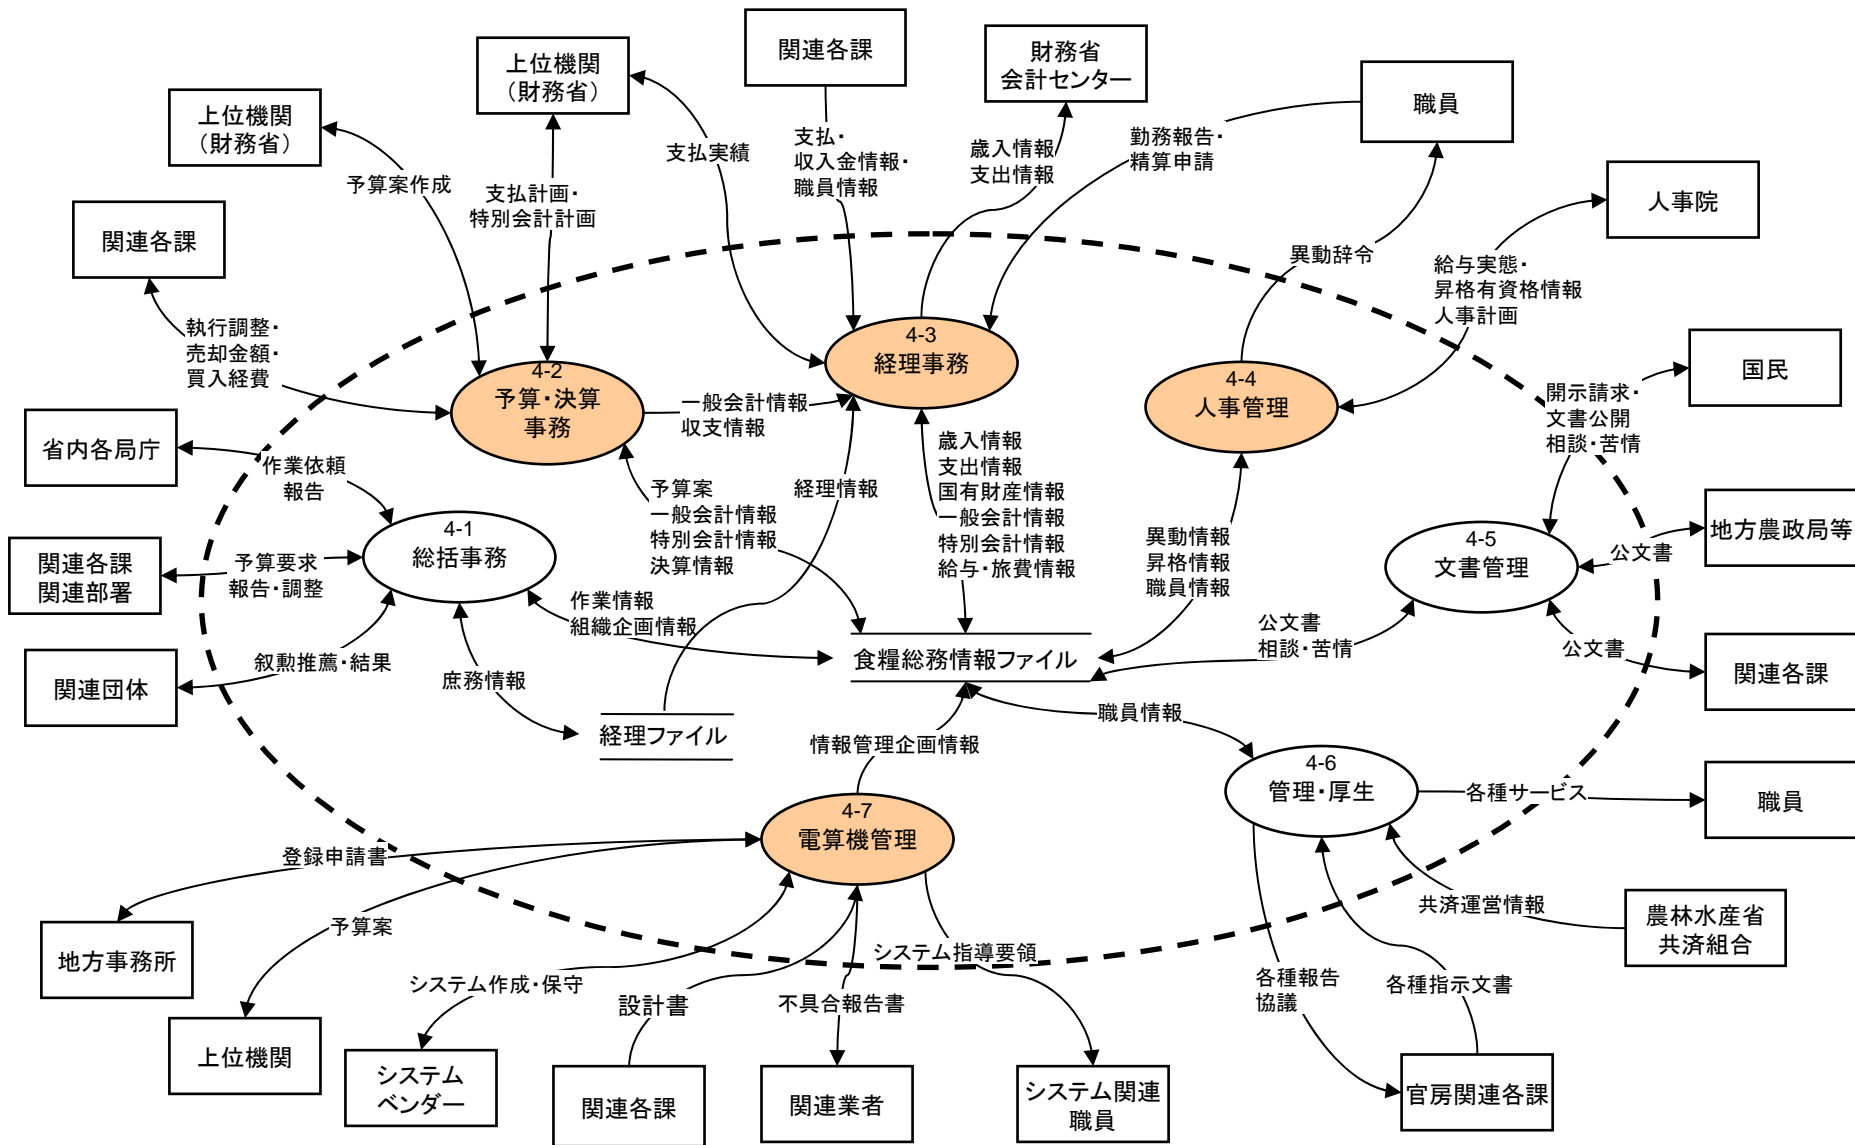 関連各課
財務省
会計センター
上位機関
（財務省）
職員
上位機関
（財務省）
支払・
収入金情報・
職員情報
勤務報告・
精算申請
歳入情報
支出情報
支払実績
予算案作成
支払計画・
特別会計計画
人事院
関連各課
異動辞令
給与実態・
昇格有資格情報
人事計画
執行調整・
売却金額・
買入経費
4-3
経理事務
4-2
予算・決算
事務
4-4
人事管理
国民
開示請求・
文書公開
相談・苦情
一般会計情報
収支情報
省内各局庁
作業依頼
報告
歳入情報
支出情報
国有財産情報
一般会計情報
特別会計情報
給与・旅費情報
経理情報
予算案
一般会計情報
特別会計情報
決算情報
4-1
総括事務
異動情報
昇格情報
職員情報
4-5
文書管理
公文書
地方農政局等
関連各課
関連部署
予算要求
報告・調整
作業情報
組織企画情報
公文書
相談・苦情
公文書
関連各課
叙勲推薦・結果
関連団体
庶務情報
食糧総務情報ファイル
職員情報
経理ファイル
情報管理企画情報
4-6
管理・厚生
各種サービス
職員
4-7
電算機管理
登録申請書
予算案
共済運営情報
農林水産省
共済組合
地方事務所
システム作成・保守
設計書
不具合報告書
システム指導要領
各種報告
協議
各種指示文書
上位機関
システム
ベンダー
関連各課
関連業者
システム関連
職員
官房関連各課